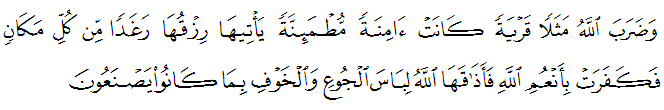 وَضَرَبَ ٱللَّهُ مَثَلٗا قَرۡيَةٗ كَانَتۡ ءَامِنَةٗ مُّطۡمَئِنَّةٗ يَأۡتِيهَا رِزۡقُهَا رَغَدٗا مِّن كُلِّ مَكَانٖ
فَكَفَرَتۡ بِأَنۡعُمِ ٱللَّهِ فَأَذَٰقَهَا ٱللَّهُ لِبَاسَ ٱلۡجُوعِ وَٱلۡخَوۡفِ بِمَا كَانُواْ يَصۡنَعُونَ